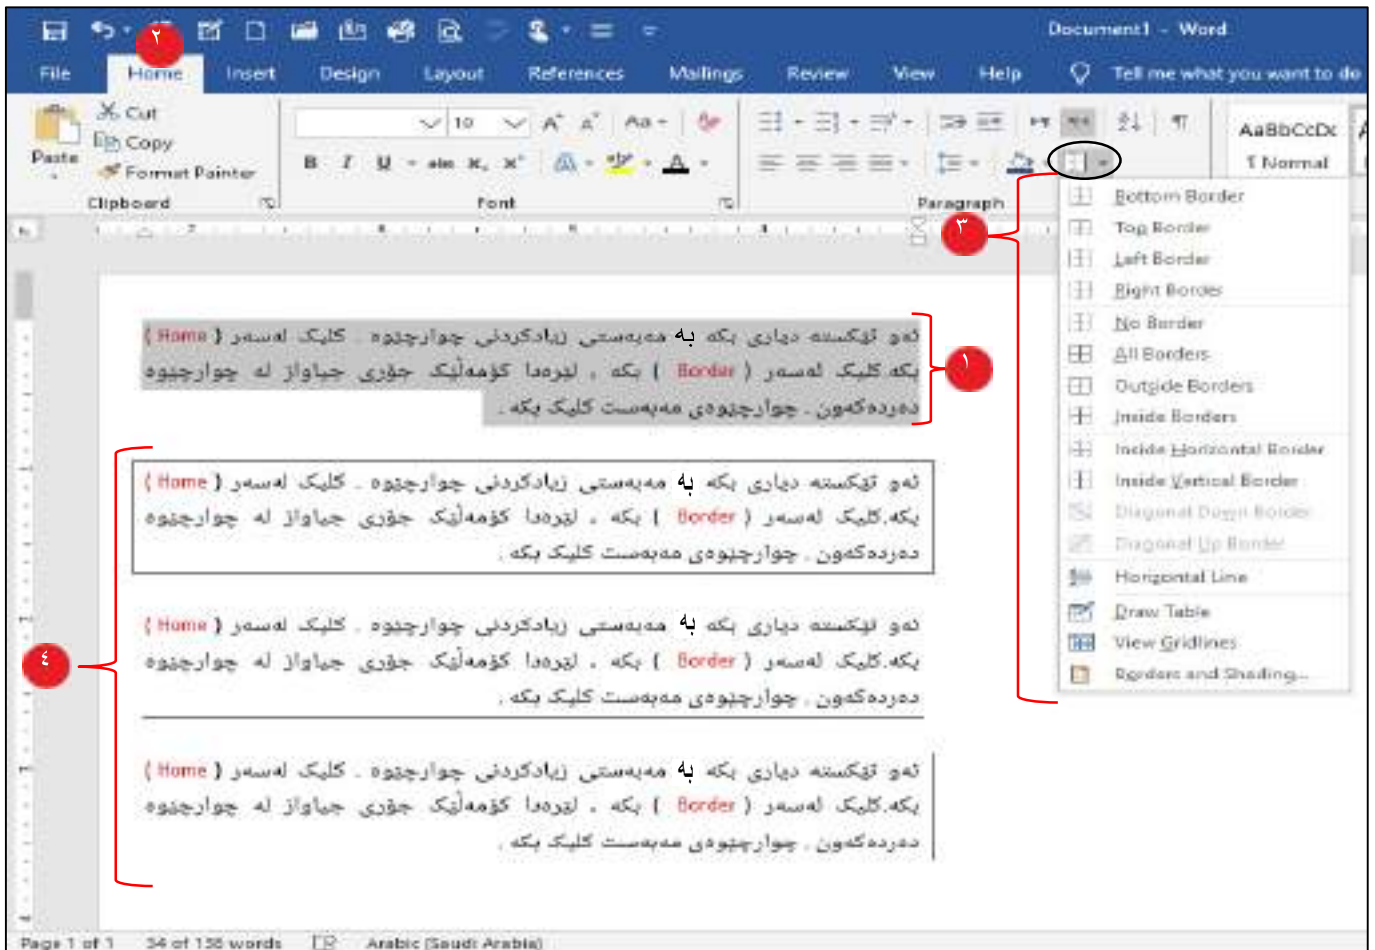 Document1 - Word
٢
File Home Insert Design Layout References Mailings Review View Help Tell me what you want to do
Cut
Copy
Paste
Format Painter
10
Aa
B I U abc x, x'
A
AaBbCcDc
¶ Normal
Clipboard Font Paragraph
٣
Bottom Border
Top Border
Left Border
Right Border
No Border
All Borders
Outside Borders
Inside Borders
Inside Horizontal Border
Inside Vertical Border
Diagonal Down Border
Diagonal Up Border
Horizontal Line
Draw Table
View Gridlines
Borders and Shading...
١
ئەو تێکستە دیاری بکە بە مەبەستی زیادکردنی چوارچێوە . کلیک لەسەر ( Home )
بکە.کلیک لەسەر ( Border ) بکە . لێرەدا کۆمەڵێک جۆری جیاواز لە چوارچێوە
دەردەکەون . چوارچێوەی مەبەست کلیک بکە .
٤
ئەو تێکستە دیاری بکە بە مەبەستی زیادکردنی چوارچێوە . کلیک لەسەر ( Home )
بکە.کلیک لەسەر ( Border ) بکە . لێرەدا کۆمەڵێک جۆری جیاواز لە چوارچێوە
دەردەکەون . چوارچێوەی مەبەست کلیک بکە .
ئەو تێکستە دیاری بکە بە مەبەستی زیادکردنی چوارچێوە . کلیک لەسەر ( Home )
بکە.کلیک لەسەر ( Border ) بکە . لێرەدا کۆمەڵێک جۆری جیاواز لە چوارچێوە
دەردەکەون . چوارچێوەی مەبەست کلیک بکە .
ئەو تێکستە دیاری بکە بە مەبەستی زیادکردنی چوارچێوە . کلیک لەسەر ( Home )
بکە.کلیک لەسەر ( Border ) بکە . لێرەدا کۆمەڵێک جۆری جیاواز لە چوارچێوە
دەردەکەون . چوارچێوەی مەبەست کلیک بکە .
Page 1 of 1 34 of 136 words Arabic (Saudi Arabia)